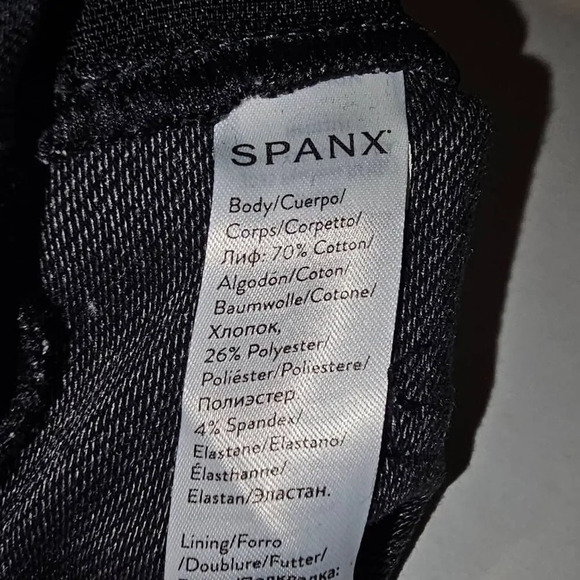 SPANX
Body/Cuerpo/
Corps/Corpetto/
Лиф: 70% Cotton/
Algodón/Coton/
Baumwolle/Cotone/
Хлопок,
26% Polyester/
Poliéster/Poliestere/
Полиэстер
4% Spandex/
Elastane/Elastano/
Élasthanne/
Elastan/Эластан.
Lining/Forro
/Doublure/Futter/